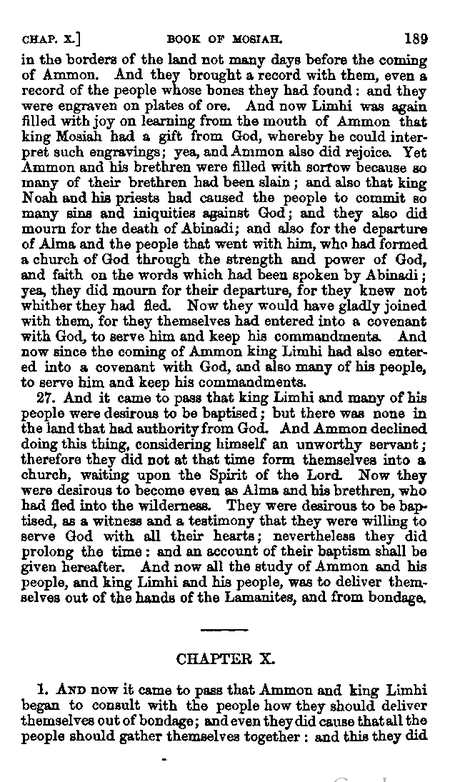 CHAP. X.] BOOK OF MOSIAH. 189
in the borders of the land not many days before the coming
of Ammon. And they brought a record with them, even a
record of the people whose bones they had found : and they
were engraven on plates of ore. And now Limhi was again
filled with joy on learning from the mouth of Ammon that
king Mosiah had a gift from God, whereby he could inter-
pret such engravings; yea, and Ammon also did rejoice. Yet
Ammon and his brethren were filled with sorrow because so
many of their brethren had been slain ; and also that king
Noah and his priests had caused the people to commit so
many sins and iniquities against God; and they also did
mourn for the death of Abinadi; and also for the departure
of Alma and the people that went with him, who had formed
a church of God through the strength and power of God,
and faith on the words which had been spoken by Abinadi ;
yea, they did mourn for their departure, for they knew not
whither they had fled. Now they would have gladly joined
with them, for they themselves had entered into a covenant
with God, to serve him and keep his commandments. And
now since the coming of Ammon king Limhi had also enter-
ed into a covenant with God, and also many of his people,
to serve him and keep his commandments.
27. And it came to pass that king Limhi and many of his
people were desirous to be baptised ; but there was none in
the land that had authority from God. And Ammon declined
doing this thing, considering himself an unworthy servant ;
therefore they did not at that time form themselves into a
church, waiting upon the Spirit of the Lord. Now they
were desirous to become even as Alma and his brethren, who
had fled into the wilderness. They were desirous to be bap-
tised, as a witness and a testimony that they were willing to
serve God with all their hearts; nevertheless they did
prolong the time : and an account of their baptism shall be
given hereafter. And now all the study of Ammon and his
people, and king Limhi and his people, was to deliver them-
selves out of the hands of the Lamanites, and from bondage.
CHAPTER X.
1. AND now it came to pass that Ammon and king Limhi
began to consult with the people how they should deliver
themselves out of bondage; and even they did cause that all the
people should gather themselves together : and this they did